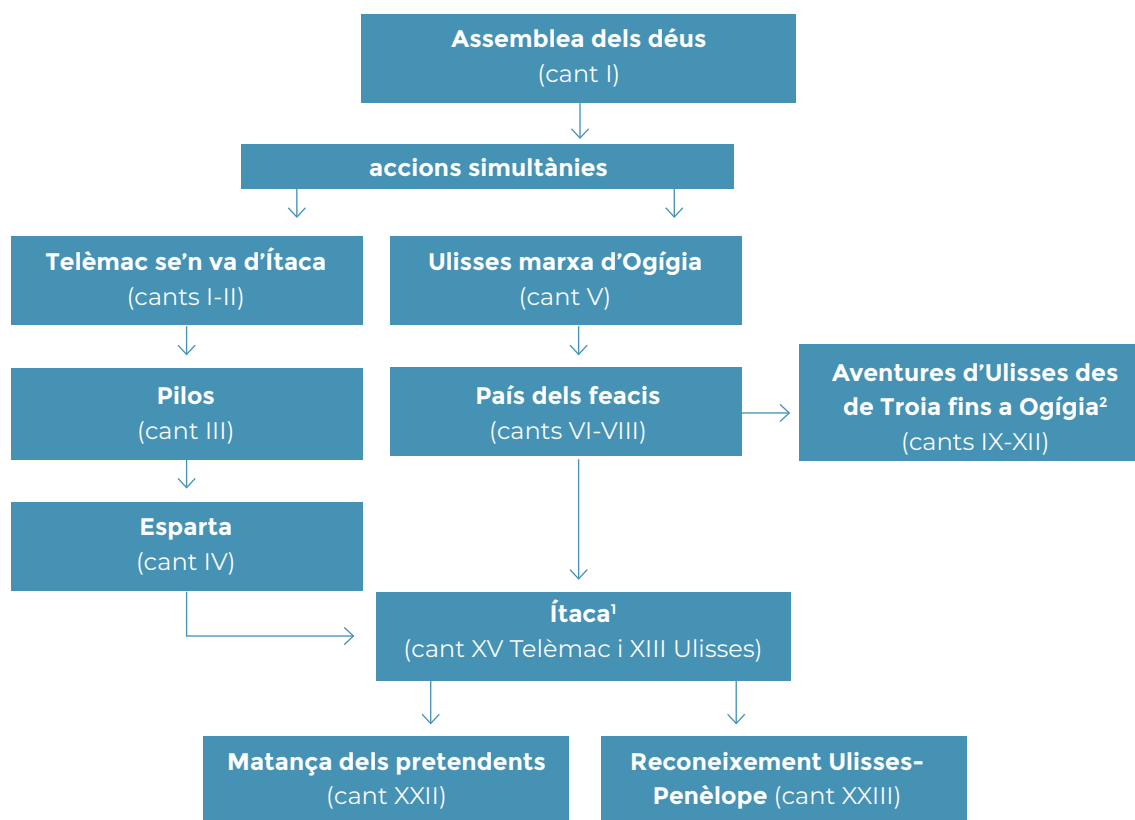 Assemblea dels déus
(cant I)
accions simultànies
Telèmac se’n va d’Ítaca
(cants I-II)
Ulisses marxa d’Ogígia
(cant V)
Pilos
(cant III)
País dels feacis
(cants VI-VIII)
Aventures d’Ulisses des
de Troia fins a Ogígia²
(cants IX-XII)
Esparta
(cant IV)
Ítaca¹
(cant XV Telèmac i XIII Ulisses)
Matança dels pretendents
(cant XXII)
Reconeixement Ulisses-
Penèlope (cant XXIII)